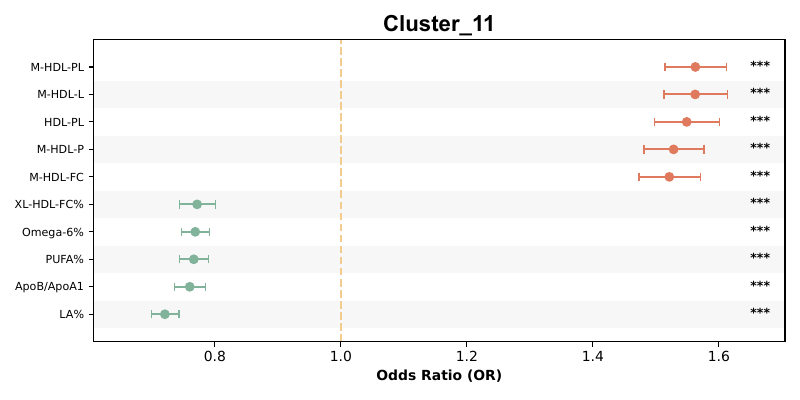 Cluster_11
M-HDL-PL ***
M-HDL-L ***
HDL-PL ***
M-HDL-P ***
M-HDL-FC ***
XL-HDL-FC% ***
Omega-6% ***
PUFA% ***
ApoB/ApoA1 ***
LA% ***
0.8 1.0 1.2 1.4 1.6
Odds Ratio (OR)